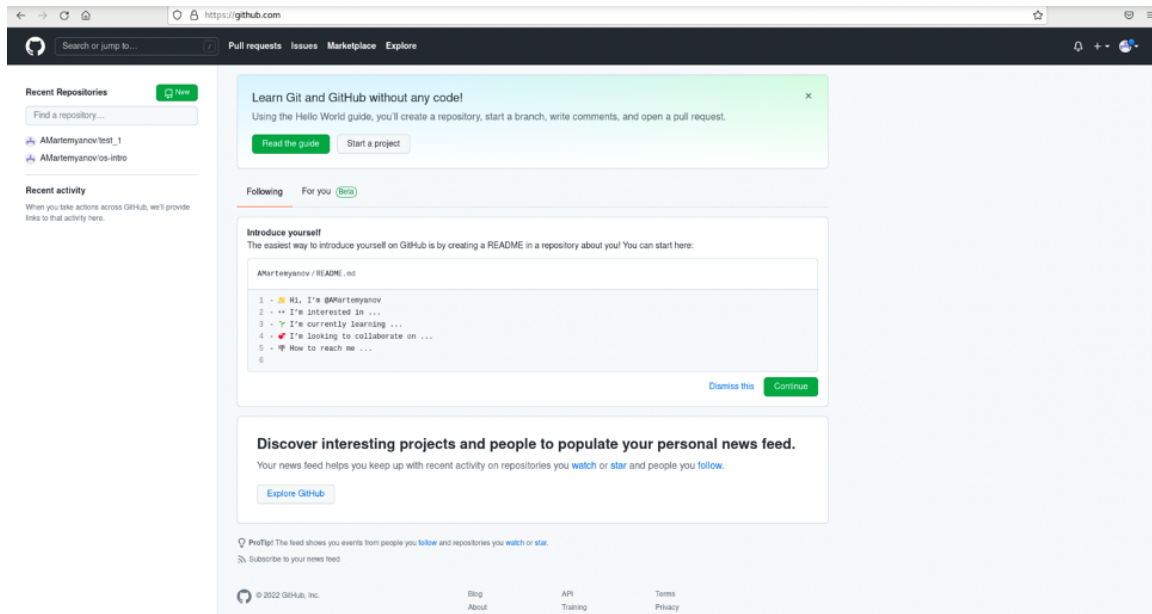 https://github.com
Search or jump to...
/
Pull requests Issues Marketplace Explore
Recent Repositories
New
Find a repository...
AMartemyanov/test_1
AMartemyanov/os-intro
Recent activity
When you take actions across GitHub, we'll provide
links to that activity here.
Learn Git and GitHub without any code!
Using the Hello World guide, you'll create a repository, start a branch, write comments, and open a pull request.
Read the guide
Start a project
Following
For you Beta
Introduce yourself
The easiest way to introduce yourself on GitHub is by creating a README in a repository about you! You can start here:
AMartemyanov/README.md
1 - 👋 Hi, I'm @AMartemyanov
2 - 👀 I'm interested in ...
3 - 🌱 I'm currently learning ...
4 - 💞️ I'm looking to collaborate on ...
5 - 📫 How to reach me ...
6
Dismiss this
Continue
Discover interesting projects and people to populate your personal news feed.
Your news feed helps you keep up with recent activity on repositories you watch or star and people you follow.
Explore GitHub
ProTip! The feed shows you events from people you follow and repositories you watch or star.
Subscribe to your news feed
© 2022 GitHub, Inc.
Blog
API
Terms
About
Training
Privacy